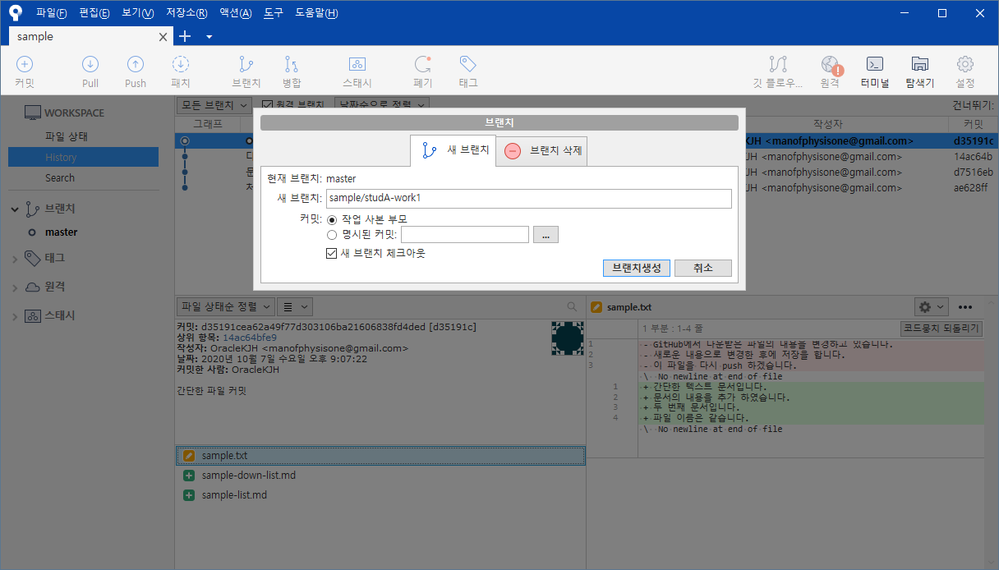 파일(F) 편집(E) 보기(V) 저장소(R) 액션(A) 도구 도움말(H)
sample
커밋 Pull Push 패치 브랜치 병합 스태시 폐기 태그 깃 플로우... 원격 터미널 탐색기 설정
WORKSPACE
파일 상태
History
Search
브랜치
master
태그
원격
스태시
모든 브랜치 원격 브랜치 날짜순으로 정렬 건너뛰기:
그래프 작성자 커밋
KJH <manofphysisone@gmail.com> d35191c
KJH <manofphysisone@gmail.com> 14ac64b
KJH <manofphysisone@gmail.com> d7516eb
KJH <manofphysisone@gmail.com> ae628ff
브랜치
새 브랜치 브랜치 삭제
현재 브랜치: master
새 브랜치: sample/studA-work1
커밋: 작업 사본 부모
명시된 커밋: ...
새 브랜치 체크아웃
브랜치생성 취소
파일 상태순 정렬
커밋: d35191cea62a49f77d303106ba21606838fd4ded [d35191c]
상위 항목: 14ac64bfe9
작성자: OracleKJH <manofphysisone@gmail.com>
날짜: 2020년 10월 7일 수요일 오후 9:07:22
커밋한 사람: OracleKJH
간단한 파일 커밋
sample.txt
sample-down-list.md
sample-list.md
sample.txt
1 부분 : 1-4 줄 코드뭉치 되돌리기
1 - GitHub에서 다운받은 파일의 내용을 변경하고 있습니다.
2 - 새로운 내용으로 변경한 후에 저장을 합니다.
3 - 이 파일을 다시 push 하겠습니다.
\ No newline at end of file
1 + 간단한 텍스트 문서입니다.
2 + 문서의 내용을 추가 하였습니다.
3 + 두 번째 문서입니다.
4 + 파일 이름은 같습니다.
\ No newline at end of file